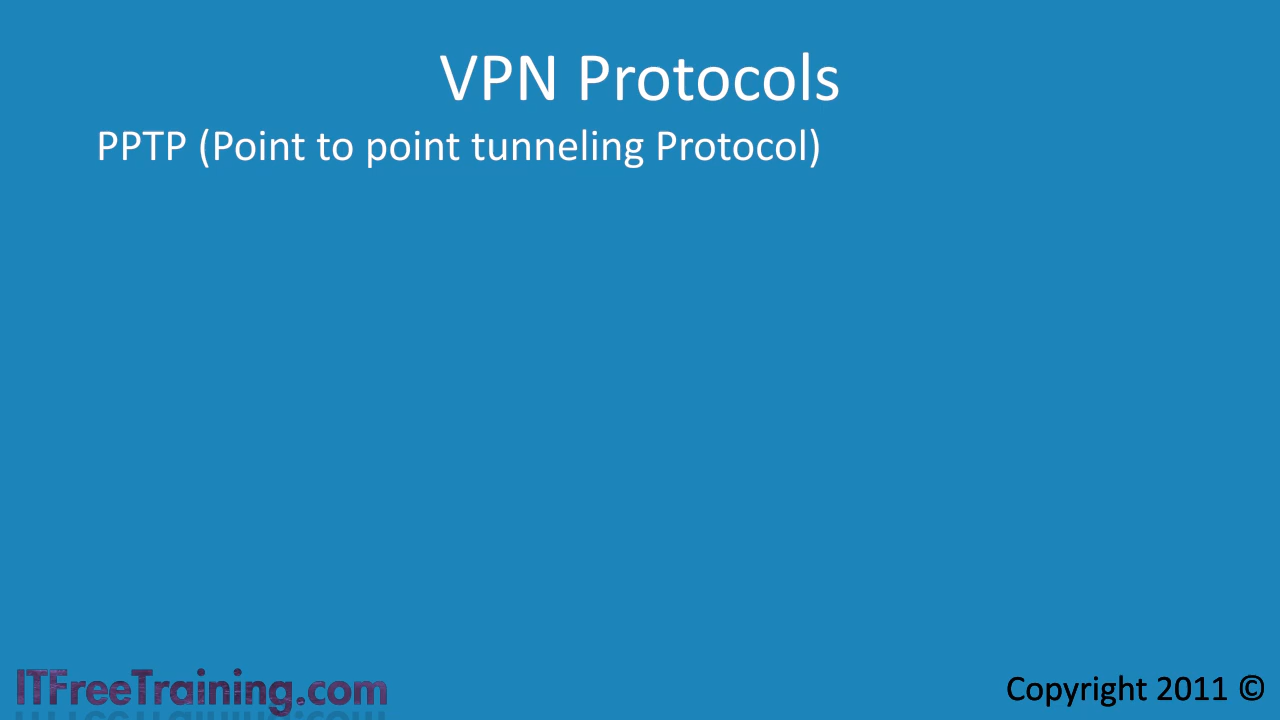 VPN Protocols
PPTP (Point to point tunneling Protocol)
ITFreeTraining.com
Copyright 2011 ©